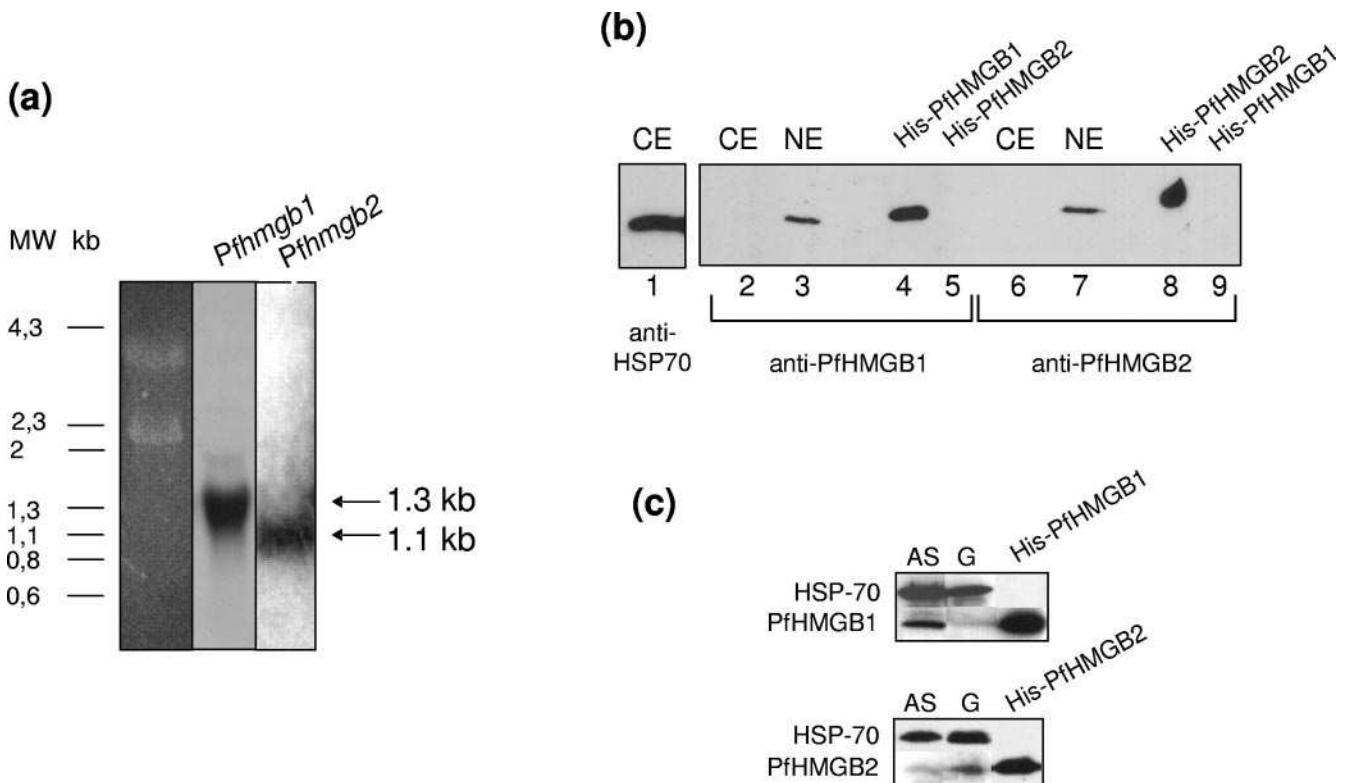 (a)
MW kb
Pfhmgb1
Pfhmgb2
4,3
2,3
2
1,3
1,1
0,8
0,6
1.3 kb
1.1 kb
(b)
His-PfHMGB1
His-PfHMGB2
His-PfHMGB2
His-PfHMGB1
CE CE NE CE NE
1 2 3 4 5 6 7 8 9
anti-
HSP70
anti-PfHMGB1
anti-PfHMGB2
(c)
His-PfHMGB1
AS G
HSP-70
PfHMGB1
His-PfHMGB2
AS G
HSP-70
PfHMGB2